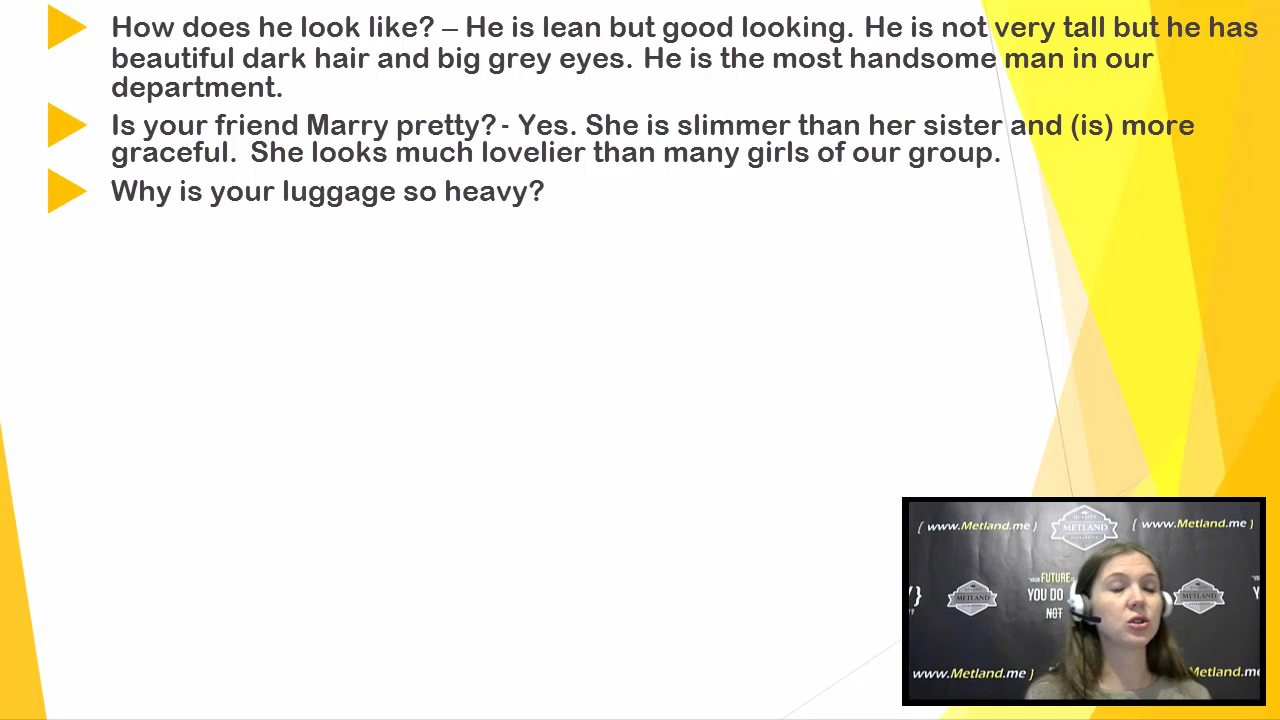 How does he look like? – He is lean but good looking. He is not very tall but he has
beautiful dark hair and big grey eyes. He is the most handsome man in our
department.
Is your friend Marry pretty? - Yes. She is slimmer than her sister and (is) more
graceful. She looks much lovelier than many girls of our group.
Why is your luggage so heavy?
{ www.Metland.me }
METLAND
{ www.Metland.me }
YOUR FUTURE
METLAND
YOU DO
NOT
METLAND
www.Metland.me }
Metland.me }